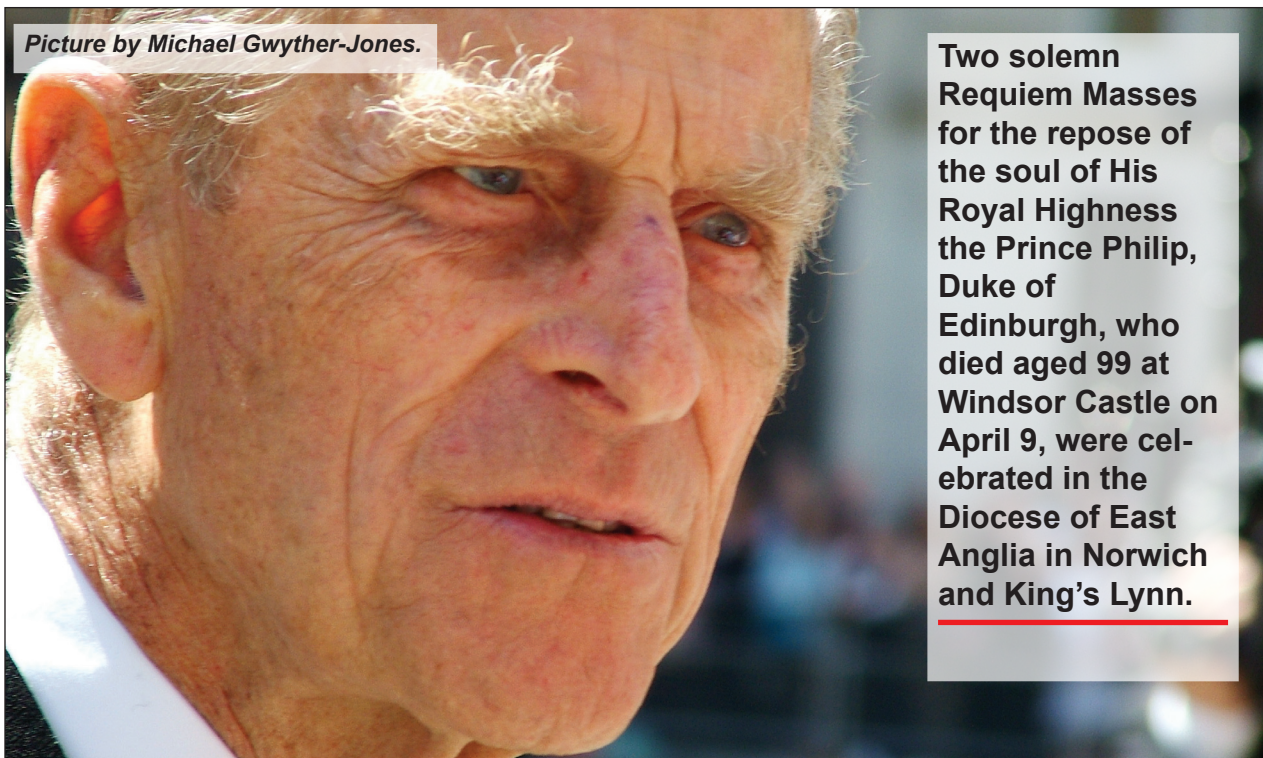 Picture by Michael Gwyther-Jones.
Two solemn
Requiem Masses
for the repose of
the soul of His
Royal Highness
the Prince Philip,
Duke of
Edinburgh, who
died aged 99 at
Windsor Castle on
April 9, were cel-
ebrated in the
Diocese of East
Anglia in Norwich
and King’s Lynn.